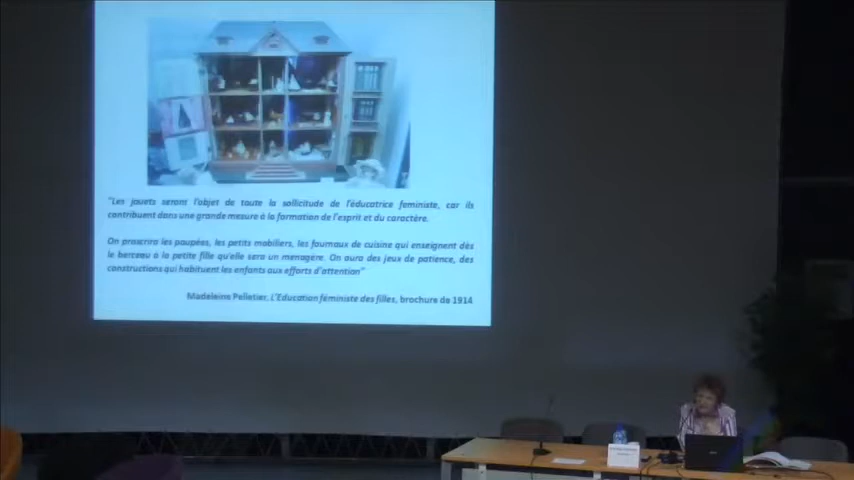 "Les jouets seront l'objet de toute la sollicitude de l'éducatrice feministe, car ils
contribuent dans une grande mesure à la formation de l'esprit et du caractère.
On proscrira les poupées, les petits mobiliers, les fourneaux de cuisine qui enseignent dès
le berceau à la petite fille qu'elle sera un menagère. On aura des jeux de patience, des
constructions qui habituent les enfants aux efforts d'attention"
Madeleine Pelletier, L'Education féministe des filles, brochure de 1914